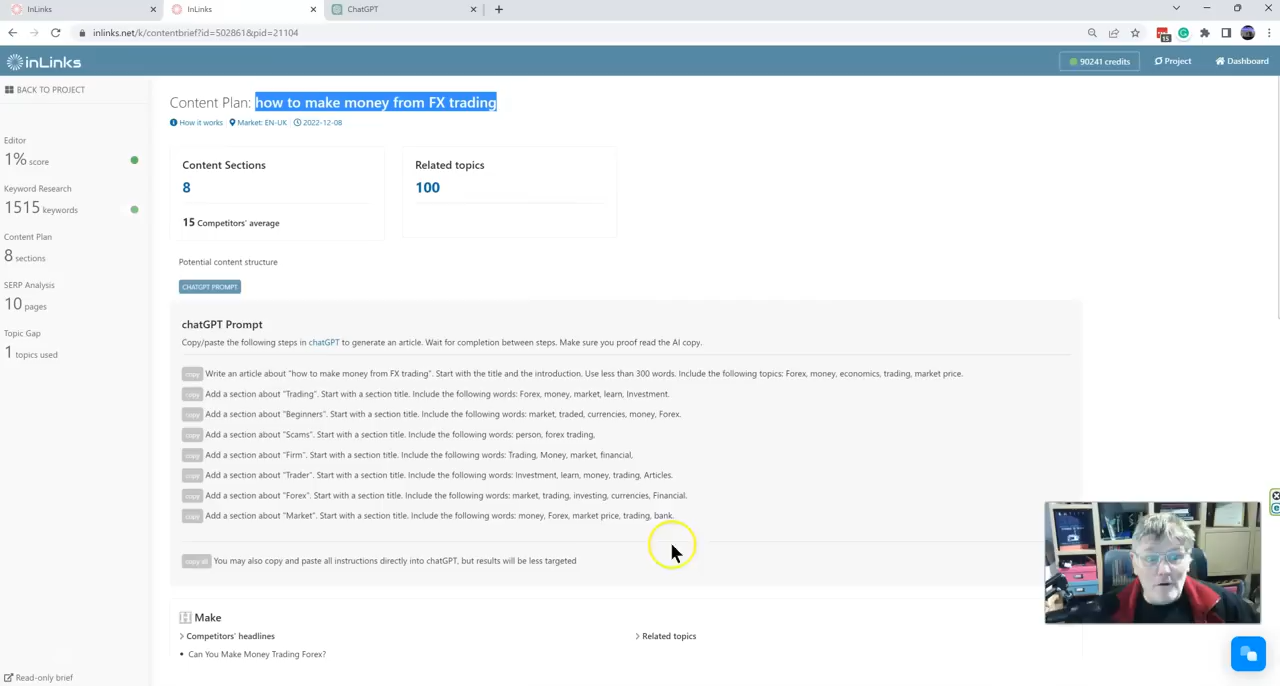 InLinks
InLinks
ChatGPT
inlinks.net/k/contentbrief?id=502861&pid=21104
15
inLinks
90241 credits
Project
Dashboard
BACK TO PROJECT
Content Plan: how to make money from FX trading
How it works
Market: EN-UK
2022-12-08
Editor
1% score
Keyword Research
1515 keywords
Content Plan
8 sections
SERP Analysis
10 pages
Topic Gap
1 topics used
Read-only brief
Content Sections
8
15 Competitors' average
Related topics
100
Potential content structure
CHATGPT PROMPT
chatGPT Prompt
Copy/paste the following steps in chatGPT to generate an article. Wait for completion between steps. Make sure you proof read the AI copy.
copy Write an article about "how to make money from FX trading". Start with the title and the introduction. Use less than 300 words. Include the following topics: Forex, money, economics, trading, market price.
copy Add a section about "Trading". Start with a section title. Include the following words: Forex, money, market, learn, Investment.
copy Add a section about "Beginners". Start with a section title. Include the following words: market, traded, currencies, money, Forex.
copy Add a section about "Scams". Start with a section title. Include the following words: person, forex trading,
copy Add a section about "Firm". Start with a section title. Include the following words: Trading, Money, market, financial,
copy Add a section about "Trader". Start with a section title. Include the following words: Investment, learn, money, trading, Articles.
copy Add a section about "Forex". Start with a section title. Include the following words: market, trading, investing, currencies, Financial.
copy Add a section about "Market". Start with a section title. Include the following words: money, Forex, market price, trading, bank.
copy all You may also copy and paste all instructions directly into chatGPT, but results will be less targeted
Make
Competitors' headlines
Related topics
Can You Make Money Trading Forex?